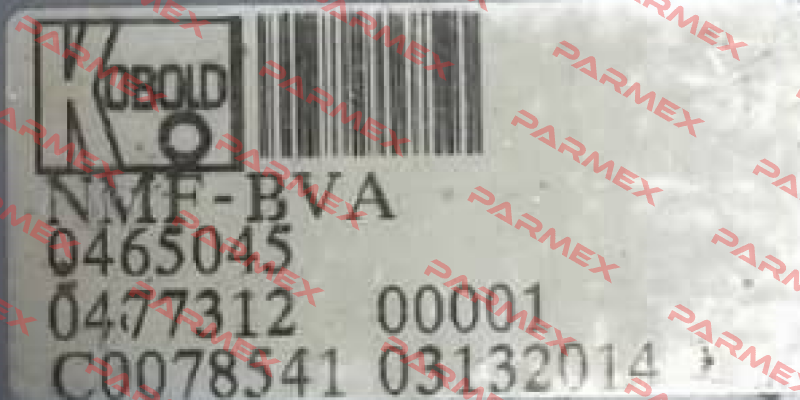 KOBOLD
NMF-BVA
0465045
0477312 00001
C0078541 03132014
PARMEX